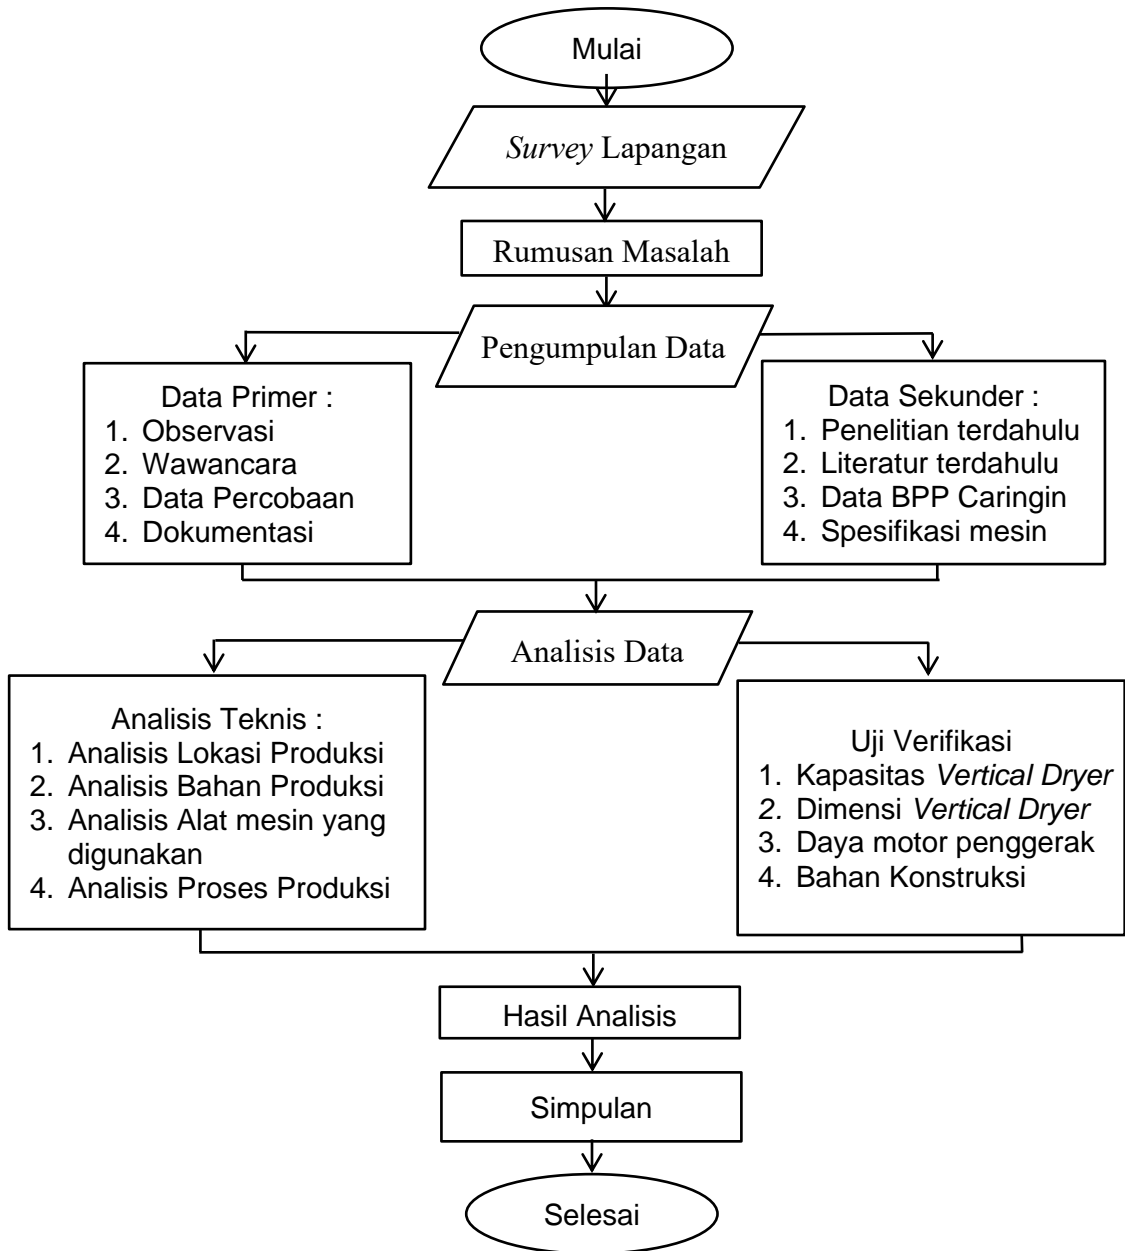 Mulai
Survey Lapangan
Rumusan Masalah
Pengumpulan Data
Data Primer :
1. Observasi
2. Wawancara
3. Data Percobaan
4. Dokumentasi
Data Sekunder :
1. Penelitian terdahulu
2. Literatur terdahulu
3. Data BPP Caringin
4. Spesifikasi mesin
Analisis Data
Analisis Teknis :
1. Analisis Lokasi Produksi
2. Analisis Bahan Produksi
3. Analisis Alat mesin yang
digunakan
4. Analisis Proses Produksi
Uji Verifikasi
1. Kapasitas Vertical Dryer
2. Dimensi Vertical Dryer
3. Daya motor penggerak
4. Bahan Konstruksi
Hasil Analisis
Simpulan
Selesai